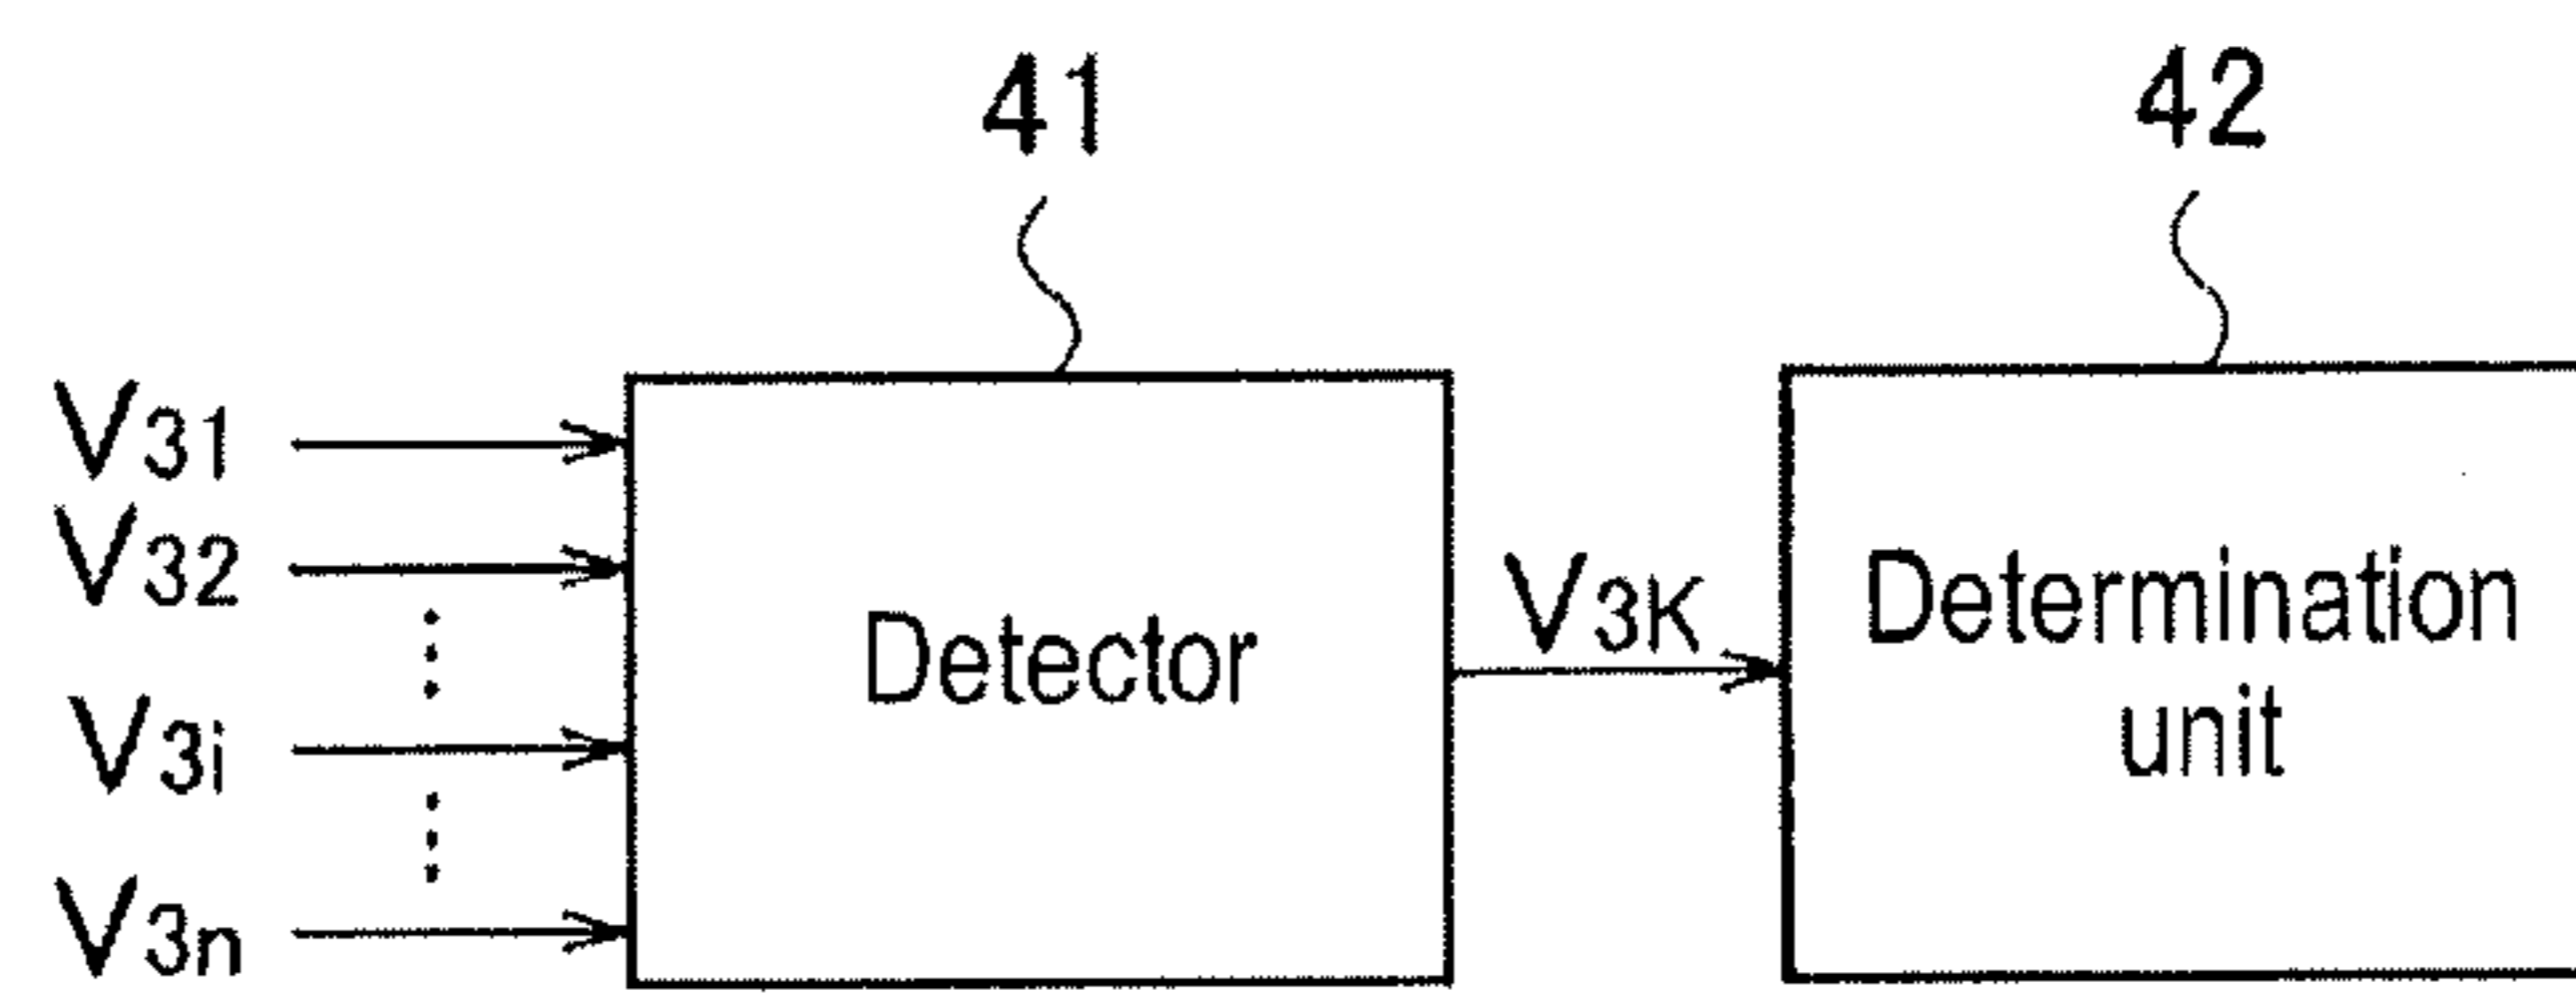 41
42
V31
V32
V3i
V3n
Detector
V3K
Determination
unit